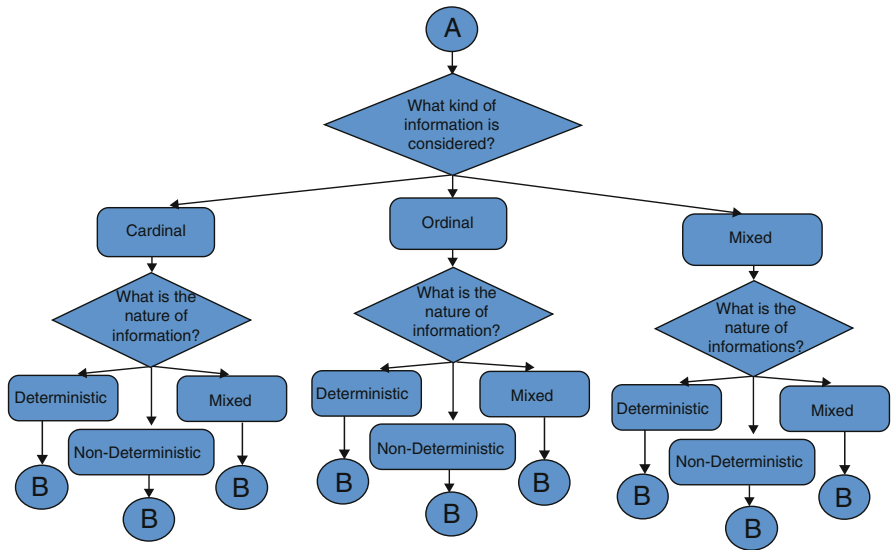 A
What kind of
information is
considered?
Cardinal
Ordinal
Mixed
What is the
nature of
information?
What is the
nature of
information?
What is the
nature of
informations?
Deterministic
Mixed
Non-Deterministic
Deterministic
Mixed
Non-Deterministic
Deterministic
Mixed
Non-Deterministic
B
B
B
B
B
B
B
B
B